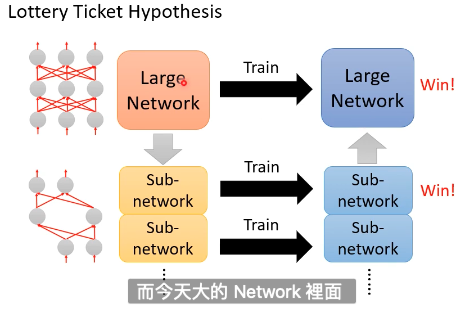 Lottery Ticket Hypothesis
Large
Network
Train
Large
Network
Win!
Sub-
network
Train
Sub-
network
Win!
Sub-
network
Train
Sub-
network
而今天大的 Network 裡面